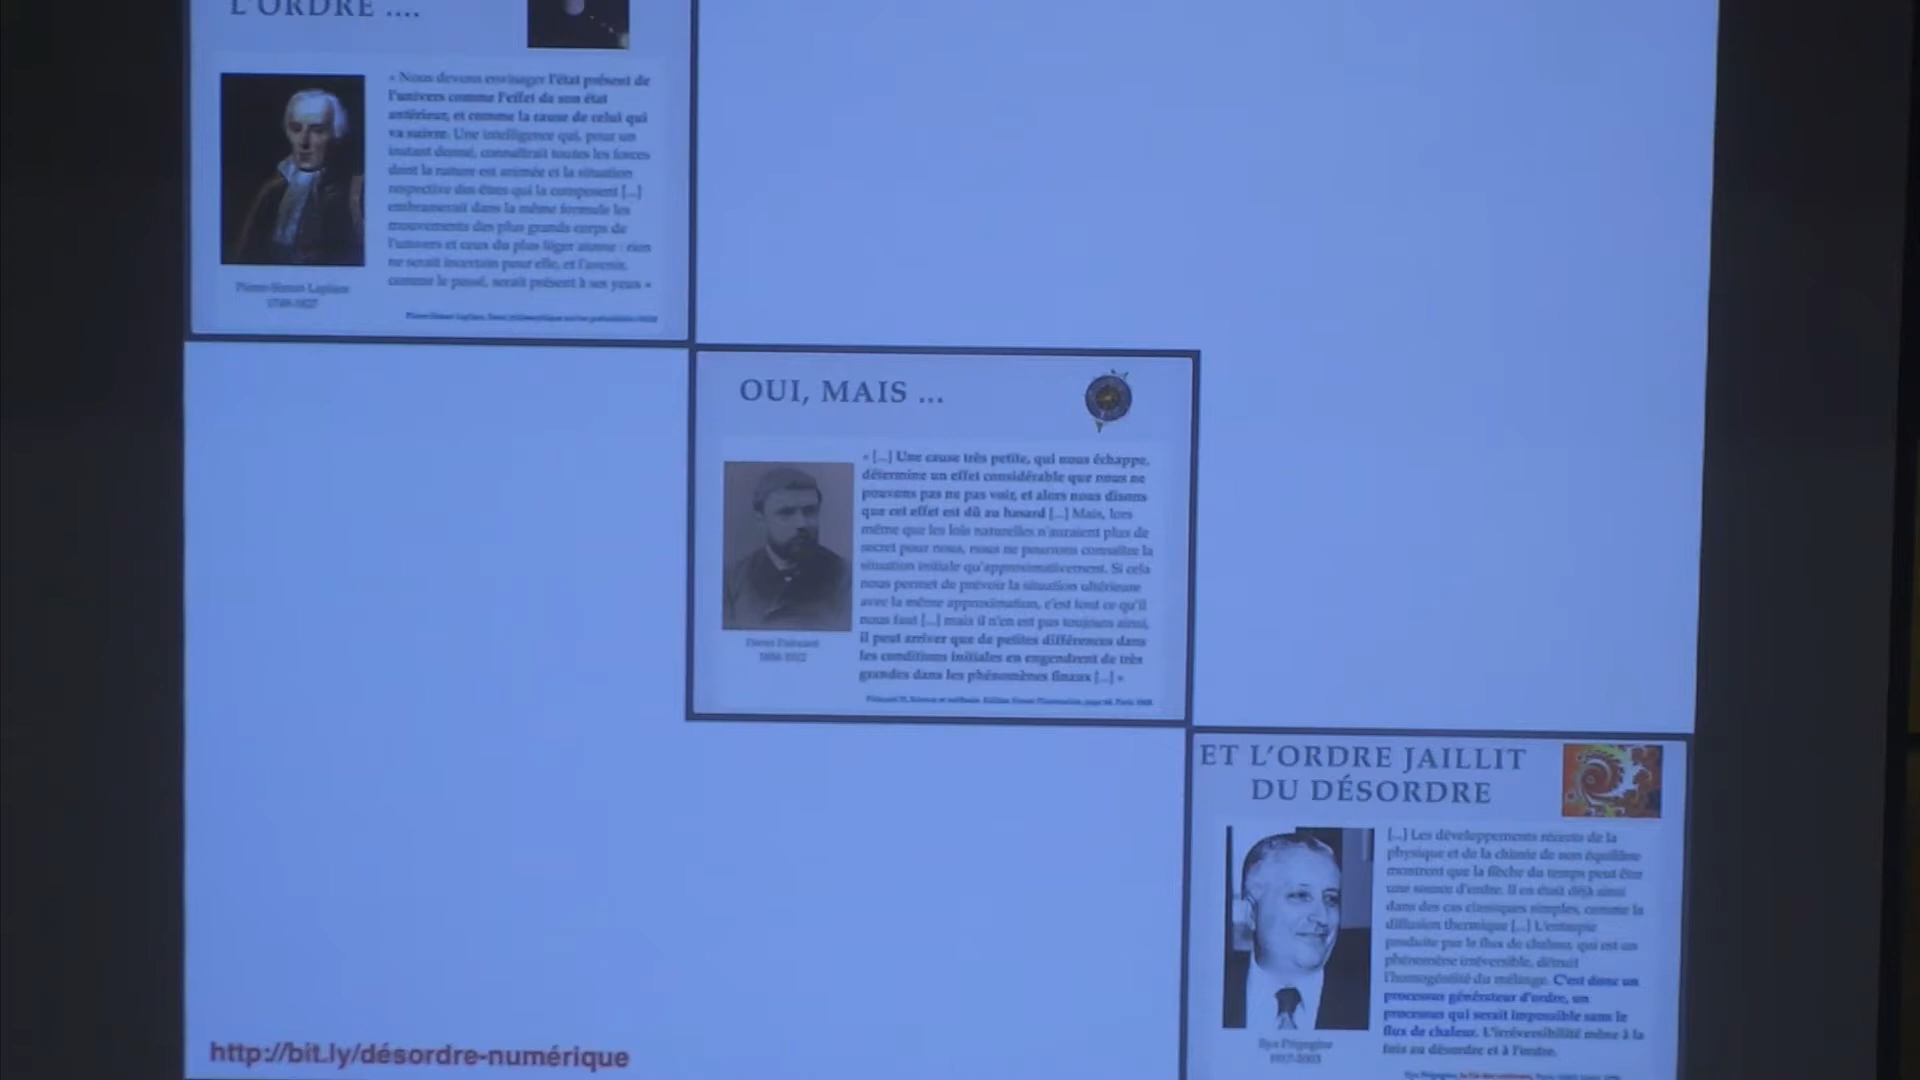 L'ORDRE ....
« Nous devons envisager l'état présent de
l'univers comme l'effet de son état
antérieur, et comme la cause de celui qui
va suivre. Une intelligence qui, pour un
instant donné, connaîtrait toutes les forces
dont la nature est animée et la situation
respective des êtres qui la composent [...]
embrasserait dans la même formule les
mouvements des plus grands corps de
l'univers et ceux du plus léger atome : rien
ne serait incertain pour elle, et l'avenir,
comme le passé, serait présent à ses yeux »
Pierre-Simon Laplace
1749-1827
OUI, MAIS ...
« [...] Une cause très petite, qui nous échappe,
détermine un effet considérable que nous ne
pouvons pas ne pas voir, et alors nous disons
que cet effet est dû au hasard [...] Mais, lors
même que les lois naturelles n'auraient plus de
secret pour nous, nous ne pourrons connaître la
situation initiale qu'approximativement. Si cela
nous permet de prévoir la situation ultérieure
avec la même approximation, c'est tout ce qu'il
nous faut [...] mais il n'en est pas toujours ainsi,
il peut arriver que de petites différences dans
les conditions initiales en engendrent de très
grandes dans les phénomènes finaux [...] »
Henri Poincaré
1854-1912
ET L'ORDRE JAILLIT
DU DÉSORDRE
[...] Les développements récents de la
physique et de la chimie de non équilibre
montrent que la flèche du temps peut être
une source d'ordre. Il en était déjà ainsi
dans des cas classiques simples, comme la
diffusion thermique [...] L'entropie
produite par le flux de chaleur, qui est un
phénomène irréversible, détruit
l'homogénéité du mélange. C'est donc un
processus générateur d'ordre, un
processus qui serait impossible sans le
flux de chaleur. L'irréversibilité mène à la
fois au désordre et à l'ordre.
Ilya Prigogine
1917-2003
http://bit.ly/désordre-numérique